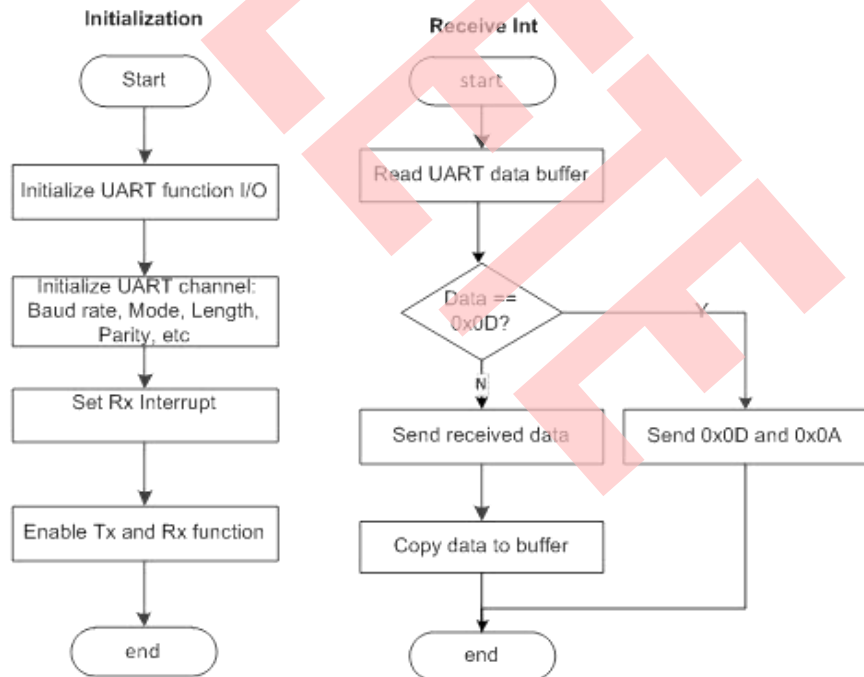 Initialization
Start
Initialize UART function I/O
Initialize UART channel:
Baud rate, Mode, Length,
Parity, etc
Set Rx Interrupt
Enable Tx and Rx function
end
Receive Int
start
Read UART data buffer
Data ==
0x0D?
Y
N
Send received data
Send 0x0D and 0x0A
Copy data to buffer
end